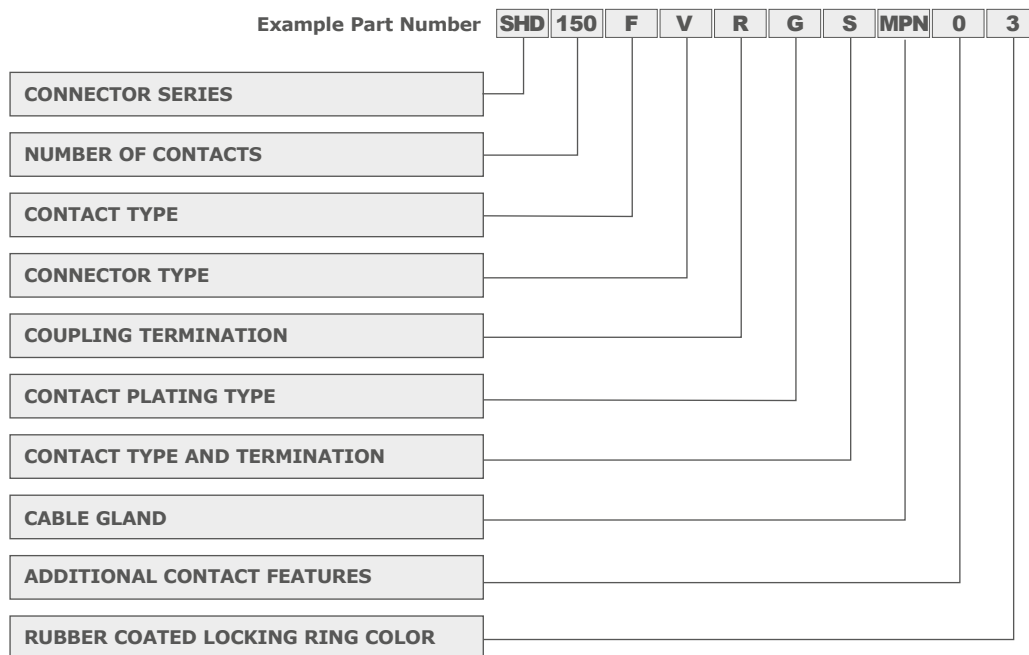 Example Part Number SHD 150 F V R G S MPN 0 3
CONNECTOR SERIES
NUMBER OF CONTACTS
CONTACT TYPE
CONNECTOR TYPE
COUPLING TERMINATION
CONTACT PLATING TYPE
CONTACT TYPE AND TERMINATION
CABLE GLAND
ADDITIONAL CONTACT FEATURES
RUBBER COATED LOCKING RING COLOR